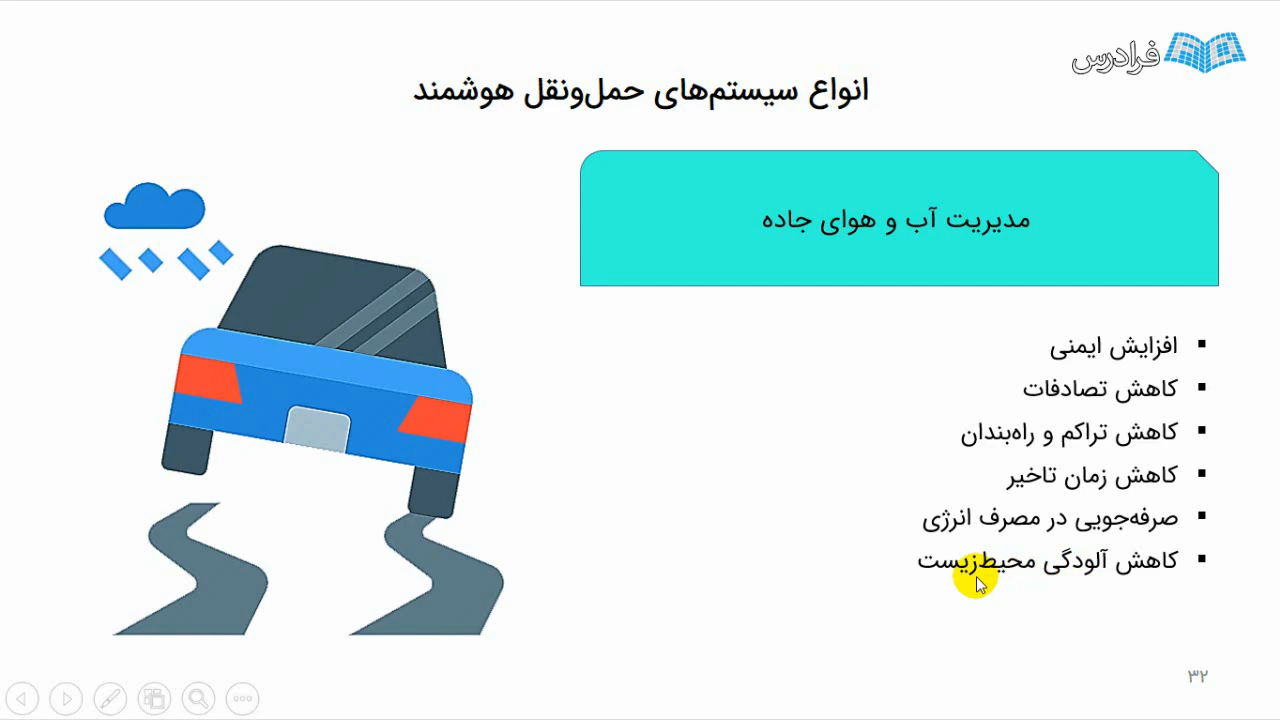 فرادرس
انواع سیستم‌های حمل‌ونقل هوشمند
مدیریت آب و هوای جاده
افزایش ایمنی
کاهش تصادفات
کاهش تراکم و راه‌بندان
کاهش زمان تاخیر
صرفه‌جویی در مصرف انرژی
کاهش آلودگی محیط‌زیست
۳۲